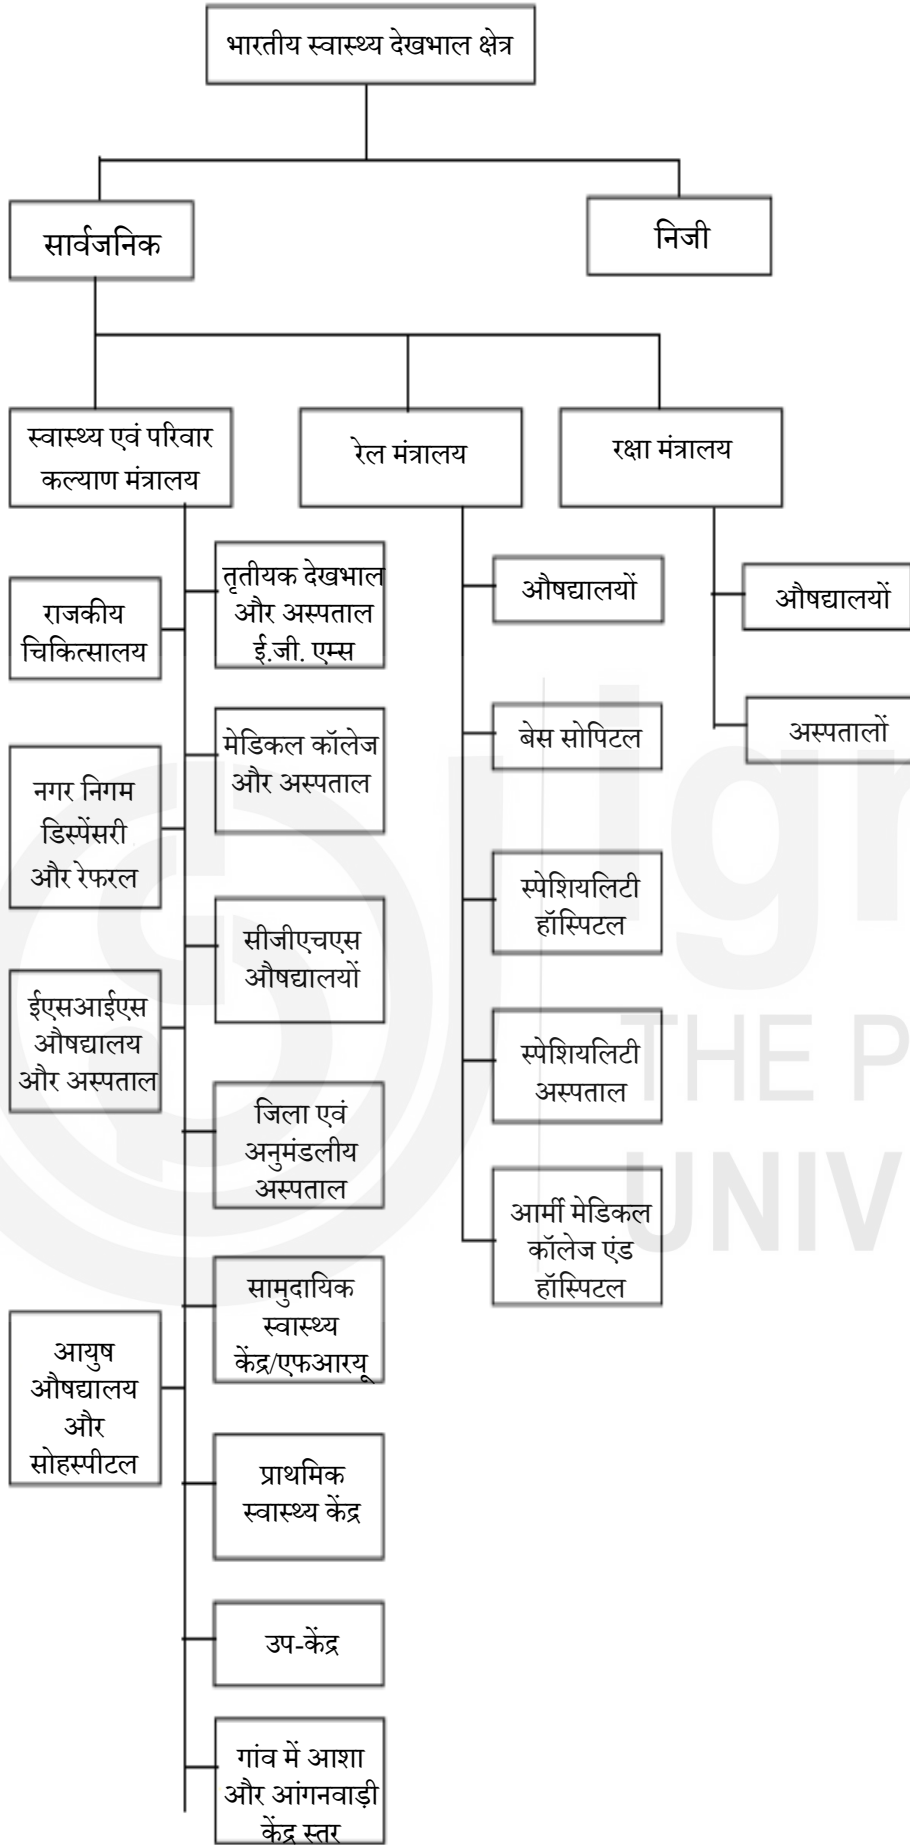 भारतीय स्वास्थ्य देखभाल क्षेत्र
सार्वजनिक
निजी
स्वास्थ्य एवं परिवार
कल्याण मंत्रालय
रेल मंत्रालय
रक्षा मंत्रालय
राजकीय
चिकित्सालय
नगर निगम
डिस्पेंसरी
और रेफरल
ईएसआईएस
औषद्यालय
और अस्पताल
आयुष
औषद्यालय
और
सोहस्पीटल
तृतीयक देखभाल
और अस्पताल
ई.जी. एम्स
मेडिकल कॉलेज
और अस्पताल
सीजीएचएस
औषद्यालयों
जिला एवं
अनुमंडलीय
अस्पताल
सामुदायिक
स्वास्थ्य
केंद्र/एफआरयू
प्राथमिक
स्वास्थ्य केंद्र
उप-केंद्र
गांव में आशा
और आंगनवाड़ी
केंद्र स्तर
औषद्यालयों
बेस सोपिटल
स्पेशियलिटी
हॉस्पिटल
स्पेशियलिटी
अस्पताल
आर्मी मेडिकल
कॉलेज एंड
हॉस्पिटल
औषद्यालयों
अस्पतालों
ign
THE P
UNIV